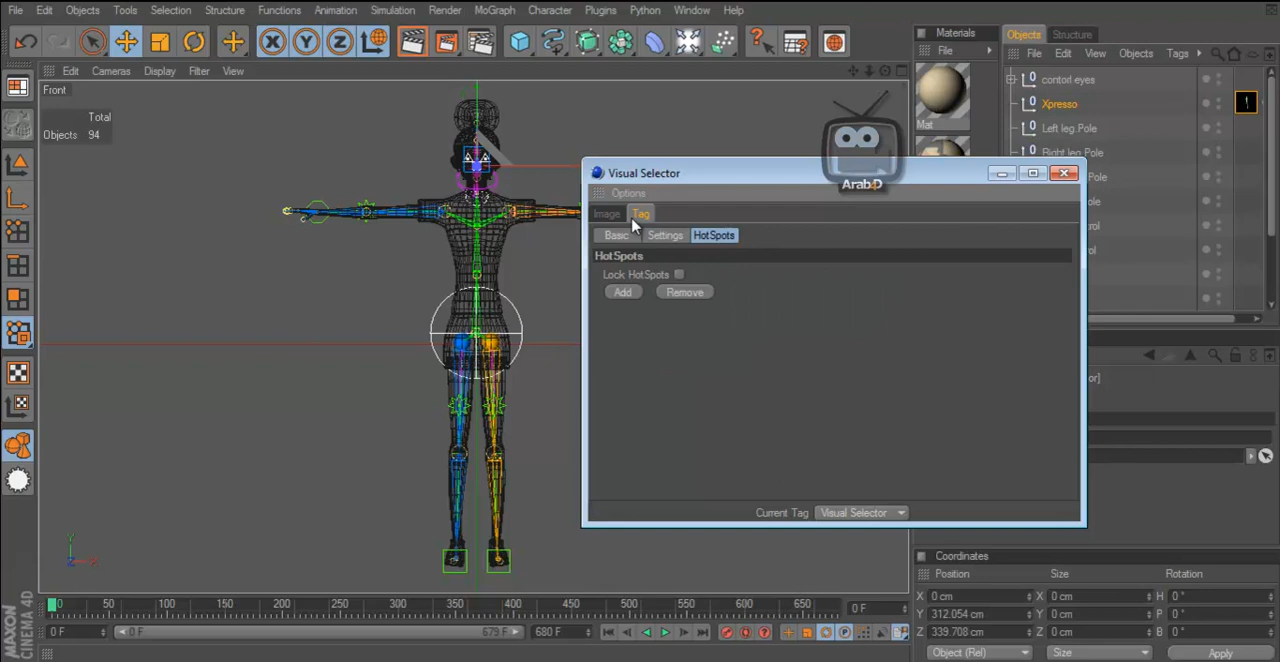 File Edit Objects Tools Selection Structure Functions Animation Simulation Render MoGraph Character Plugins Python Window Help
Materials
File
Mat
Objects Structure
File Edit View Objects Tags
contorl eyes
Xpresso
Left leg.Pole
Right leg.Pole
Edit Cameras Display Filter View
Front
Total
Objects 94
ArabD
Visual Selector
Options
Image Tag
Basic Settings HotSpots
HotSpots
Lock HotSpots
Add Remove
Current Tag Visual Selector
Y
X
Z
0 50 100 150 200 250 300 350 400 450 500 550 600 650 0 F
0 F 0 F 679 F 680 F
Coordinates
Position Size Rotation
X 0 cm X 0 cm H 0 °
Y 312.054 cm Y 0 cm P 0 °
Z 339.708 cm Z 0 cm B 0 °
Object (Rel) Size Apply
MAXON
CINEMA 4D